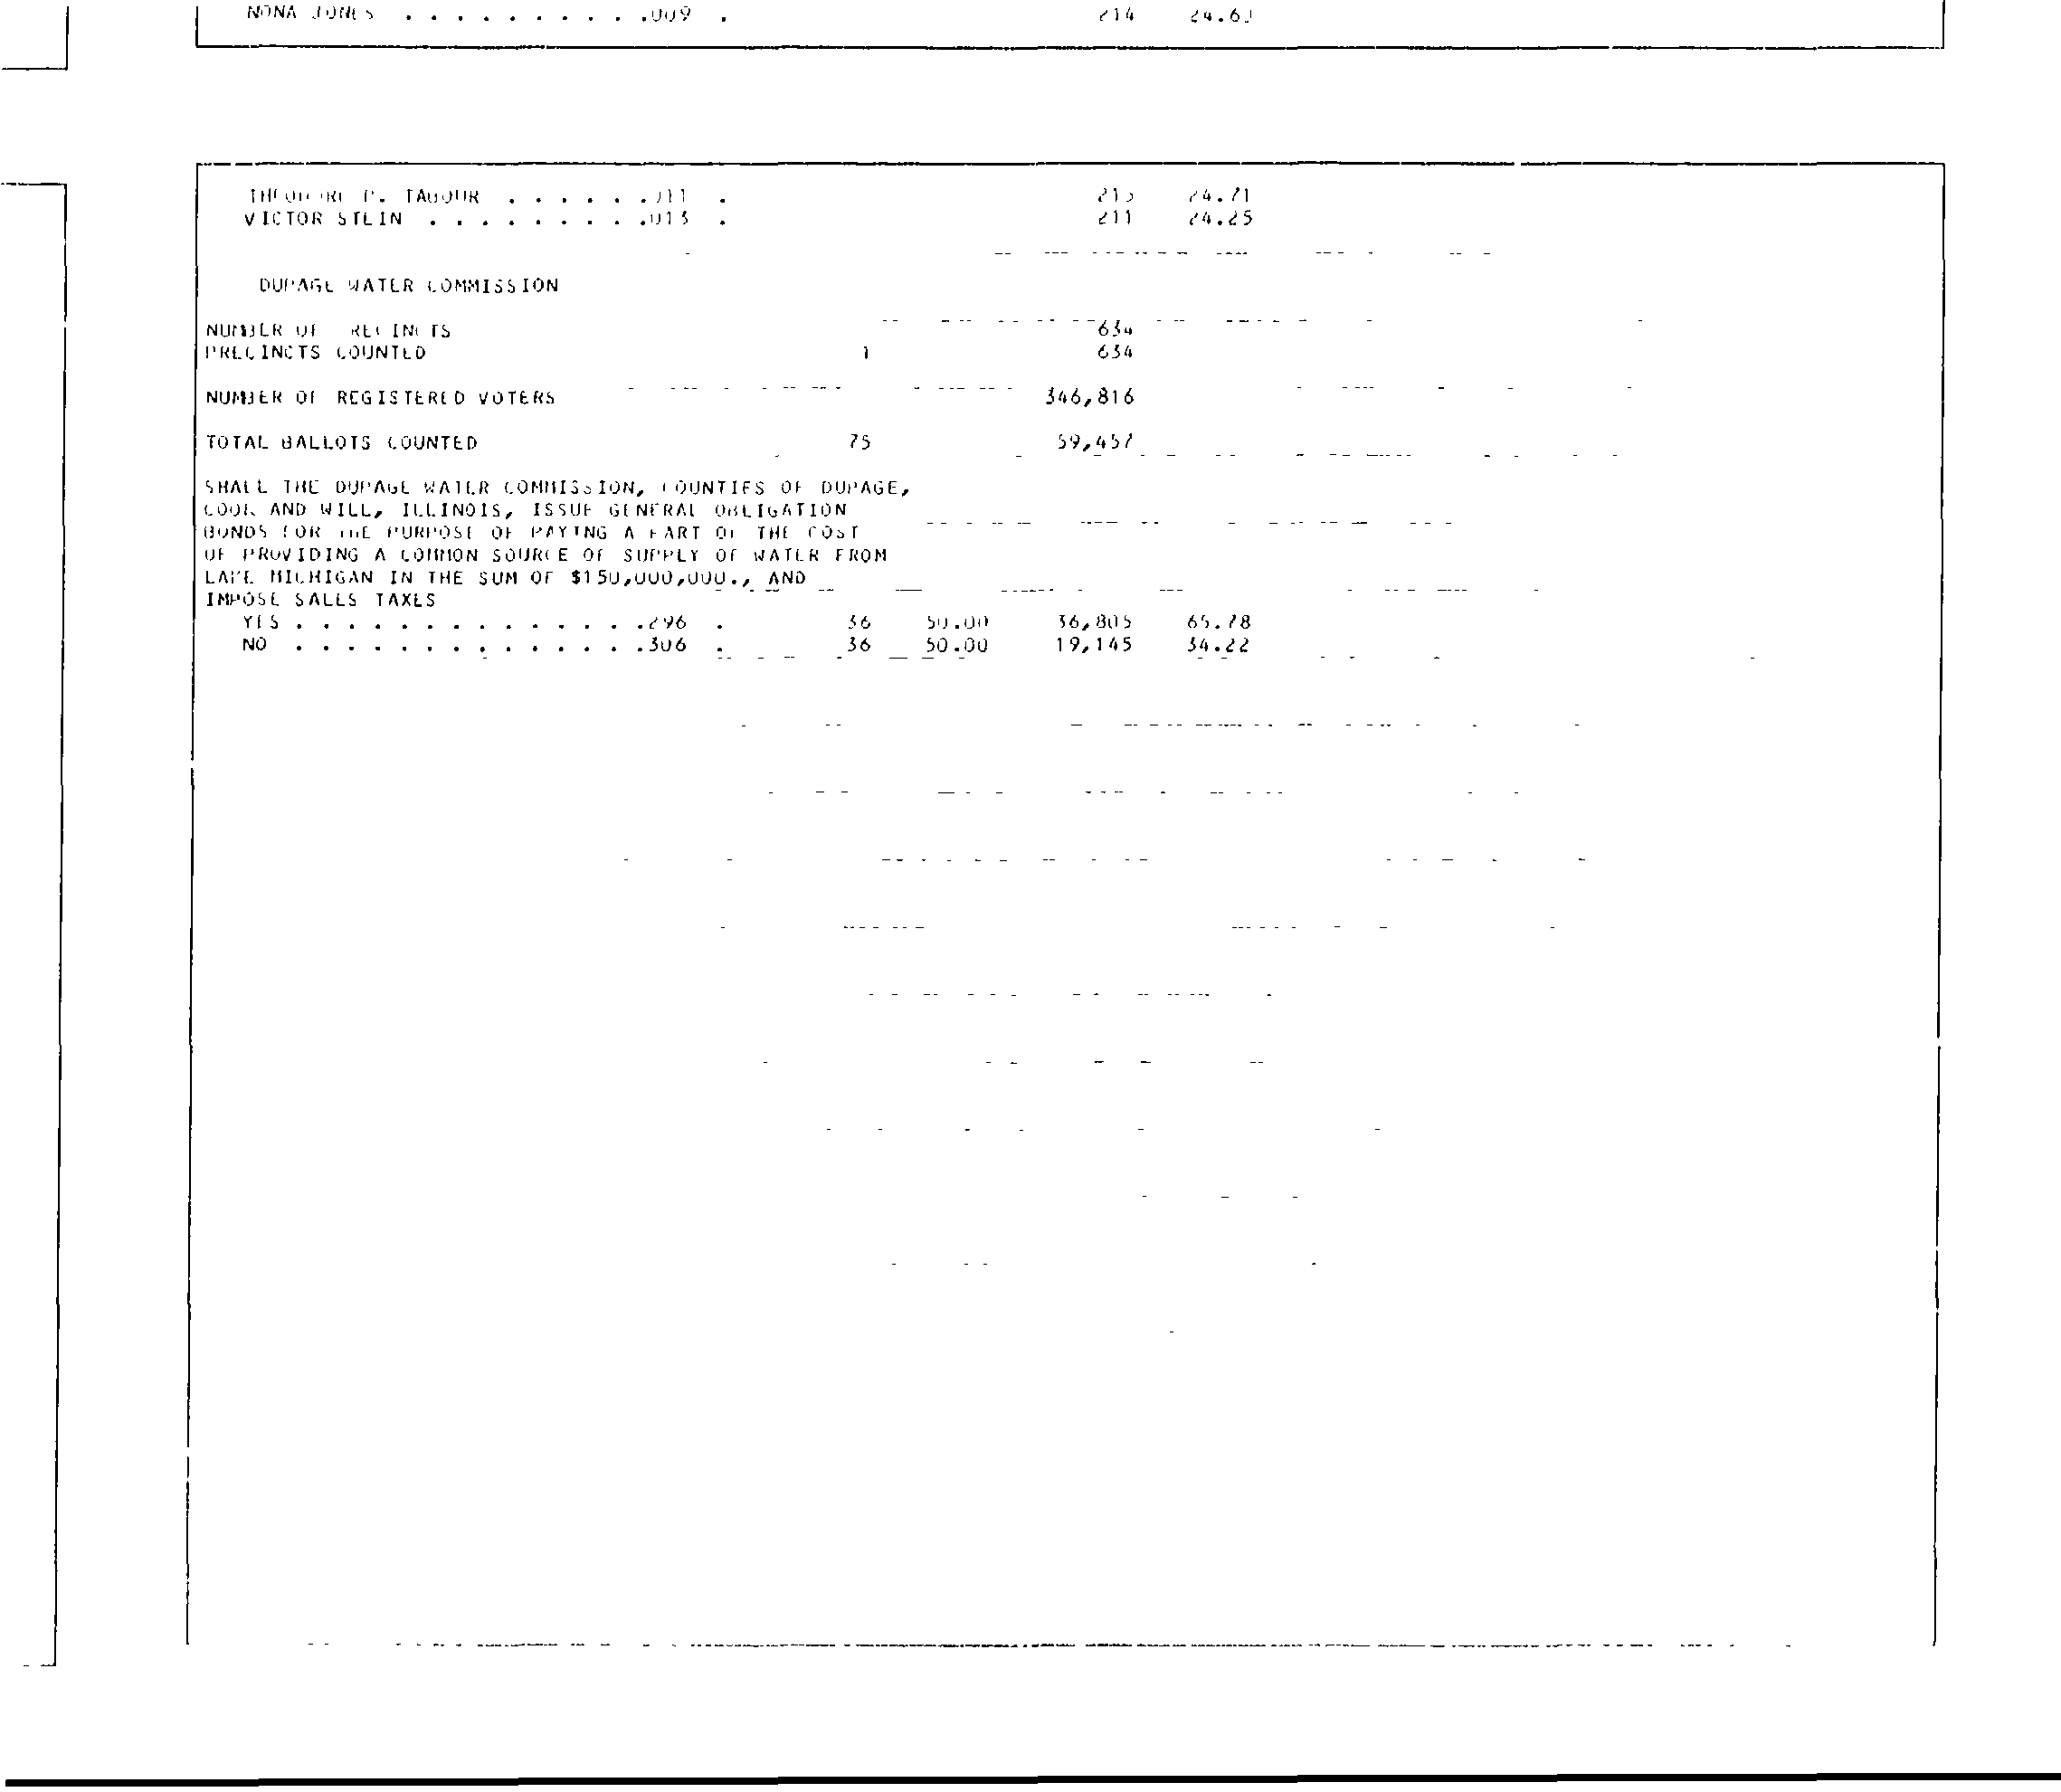 NONA JONES . . . . . . . . . .009 . 214 24.60
THEODORE P. . . . . . .011 . 215 24.71
VICTOR STEIN . . . . . . . . .013 . 211 24.25
DUPAGE WATER COMMISSION
NUMBER OF PRECINCTS 634
PRECINCTS COUNTED 1 634
NUMBER OF REGISTERED VOTERS 346,816
TOTAL BALLOTS COUNTED 75 59,457
SHALL THE DUPAGE WATER COMMISSION, COUNTIES OF DUPAGE,
COOK AND WILL, ILLINOIS, ISSUE GENERAL OBLIGATION
BONDS FOR THE PURPOSE OF PAYING A PART OF THE COST
OF PROVIDING A COMMON SOURCE OF SUPPLY OF WATER FROM
LAKE MICHIGAN IN THE SUM OF $150,000,000., AND
IMPOSE SALES TAXES
YES . . . . . . . . . . . . . .296 . 36 50.00 36,805 65.78
NO . . . . . . . . . . . . . .306 . 36 50.00 19,145 34.22